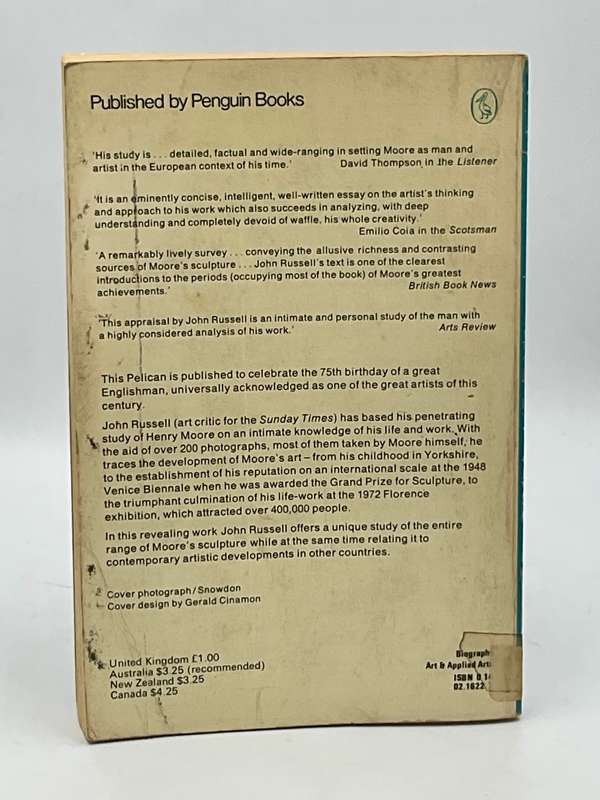 Published by Penguin Books
'His study is ... detailed, factual and wide-ranging in setting Moore as man and
artist in the European context of his time.' David Thompson in the Listener
'It is an eminently concise, intelligent, well-written essay on the artist's thinking
and approach to his work which also succeeds in analyzing, with deep
understanding and completely devoid of waffle, his whole creativity.'
Emilio Coia in the Scotsman
'A remarkably lively survey ... conveying the allusive richness and contrasting
sources of Moore's sculpture ... John Russell's text is one of the clearest
introductions to the periods (occupying most of the book) of Moore's greatest
achievements.' British Book News
'This appraisal by John Russell is an intimate and personal study of the man with
a highly considered analysis of his work.' Arts Review
This Pelican is published to celebrate the 75th birthday of a great
Englishman, universally acknowledged as one of the great artists of this
century.
John Russell (art critic for the Sunday Times) has based his penetrating
study of Henry Moore on an intimate knowledge of his life and work. With
the aid of over 200 photographs, most of them taken by Moore himself, he
traces the development of Moore's art – from his childhood in Yorkshire,
to the establishment of his reputation on an international scale at the 1948
Venice Biennale when he was awarded the Grand Prize for Sculpture, to
the triumphant culmination of his life-work at the 1972 Florence
exhibition, which attracted over 400,000 people.
In this revealing work John Russell offers a unique study of the entire
range of Moore's sculpture while at the same time relating it to
contemporary artistic developments in other countries.
Cover photograph/Snowdon
Cover design by Gerald Cinamon
United Kingdom £1.00
Australia $3.25 (recommended)
New Zealand $3.25
Canada $4.25
Biograph
Art & Applied Art
ISBN 0 14
02.1622